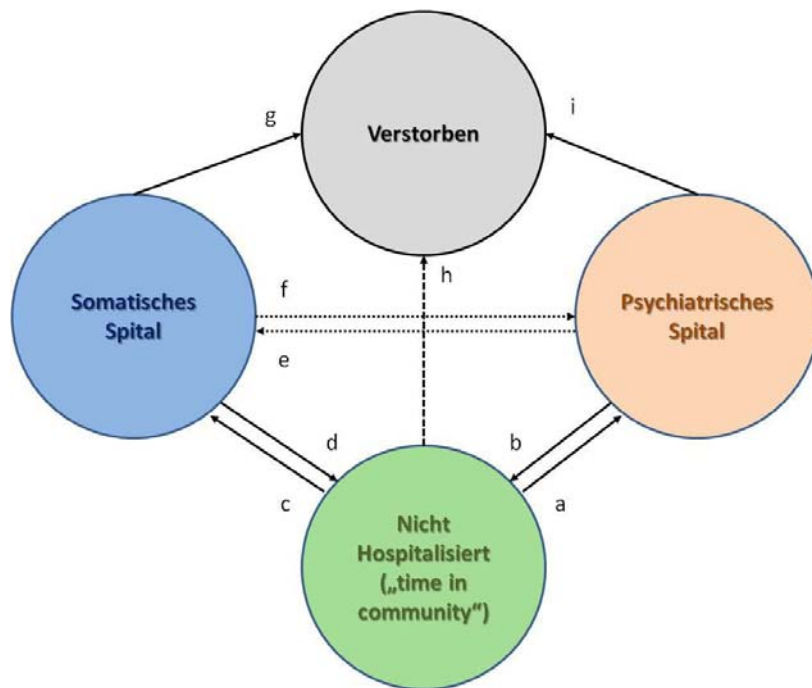 g
i
Verstorben
h
Somatisches
Spital
f
Psychiatrisches
Spital
e
d
b
c
a
Nicht
Hospitalisiert
(„time in
community“)